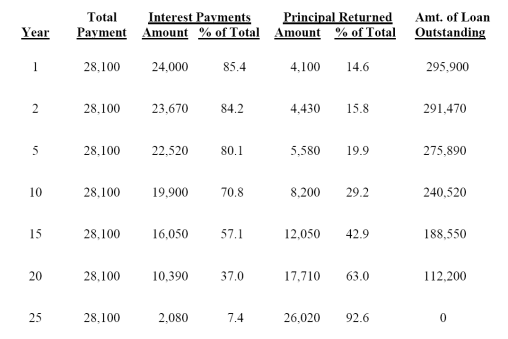 Total Interest Payments Principal Returned Amt. of Loan
Year Payment Amount % of Total Amount % of Total Outstanding
1 28,100 24,000 85.4 4,100 14.6 295,900
2 28,100 23,670 84.2 4,430 15.8 291,470
5 28,100 22,520 80.1 5,580 19.9 275,890
10 28,100 19,900 70.8 8,200 29.2 240,520
15 28,100 16,050 57.1 12,050 42.9 188,550
20 28,100 10,390 37.0 17,710 63.0 112,200
25 28,100 2,080 7.4 26,020 92.6 0